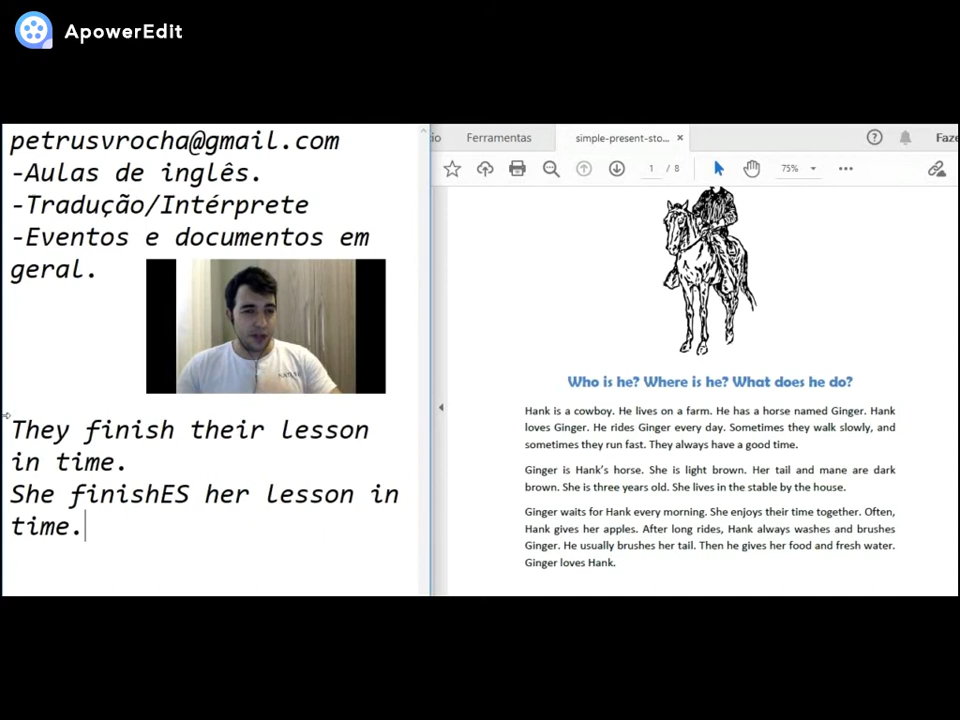 ApowerEdit
petrusvrocha@gmail.com
-Aulas de inglês.
-Tradução/Intérprete
-Eventos e documentos em
geral.
They finish their lesson
in time.
She finishES her lesson in
time.
io
Ferramentas
simple-present-sto...
Faze
1 / 8
75%
Who is he? Where is he? What does he do?
Hank is a cowboy. He lives on a farm. He has a horse named Ginger. Hank
loves Ginger. He rides Ginger every day. Sometimes they walk slowly, and
sometimes they run fast. They always have a good time.
Ginger is Hank's horse. She is light brown. Her tail and mane are dark
brown. She is three years old. She lives in the stable by the house.
Ginger waits for Hank every morning. She enjoys their time together. Often,
Hank gives her apples. After long rides, Hank always washes and brushes
Ginger. He usually brushes her tail. Then he gives her food and fresh water.
Ginger loves Hank.